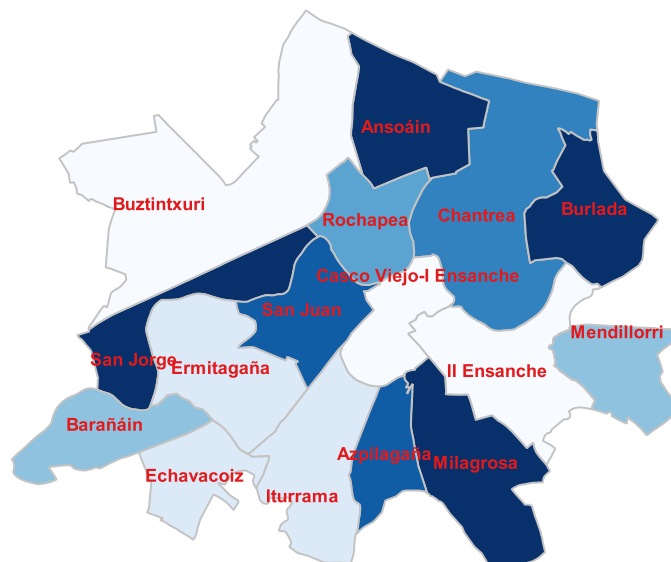 Ansoáin
Buztintxuri
Rochapea
Chantrea
Burlada
Casco Viejo-I Ensanche
San Juan
Mendillorri
San Jorge
Ermitagaña
II Ensanche
Barañáin
Azpilagaña
Milagrosa
Echavacoiz
Iturrama